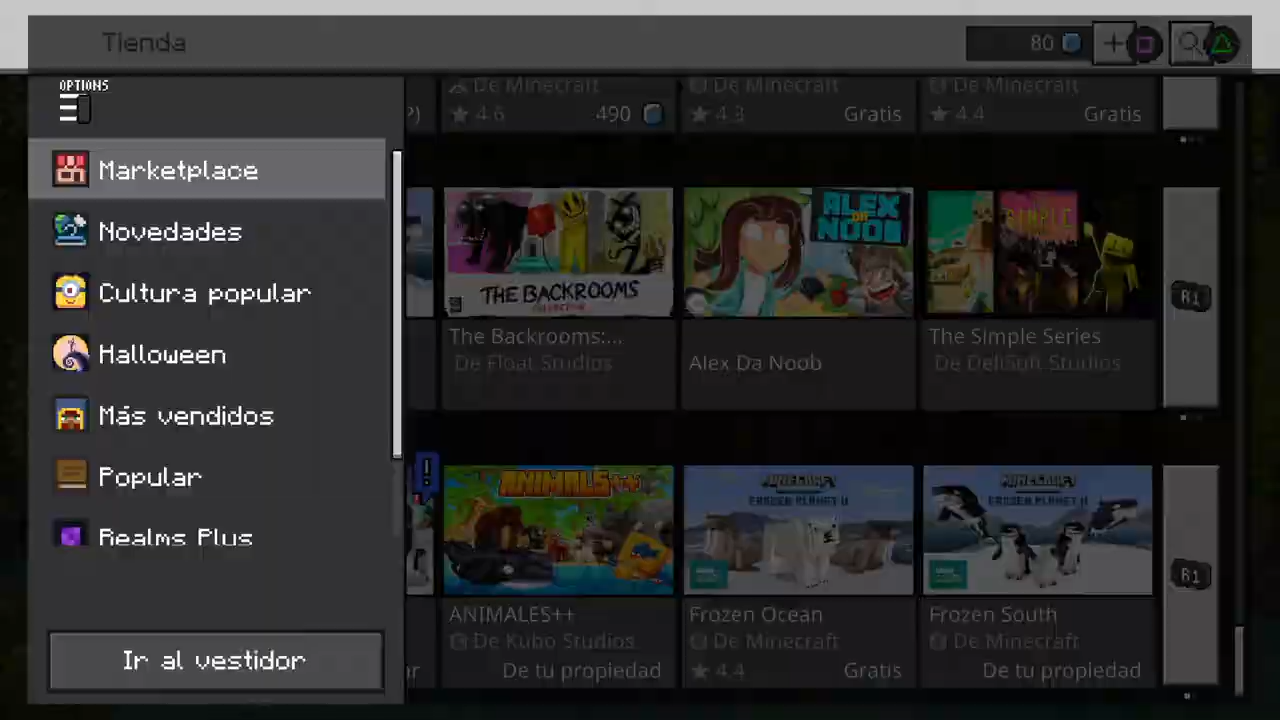 Tienda
80
OPTIONS
Marketplace
Novedades
Cultura popular
Halloween
Más vendidos
Popular
Realms Plus
Ir al vestidor
De Minecraft
4.6
490
De Minecraft
Gratis
De Minecraft
4.4
Gratis
THE BACKROOMS
COLLECTION
The Backrooms:...
De Float Studios
ALEX
DA
NOOB
Alex Da Noob
SIMPLE
The Simple Series
De DeliSoft Studios
R1
ANIMALS++
ANIMALES++
De Kubo Studios
De tu propiedad
MINECRAFT
FROZEN PLANET II
Frozen Ocean
De Minecraft
4.4
Gratis
MINECRAFT
FROZEN PLANET II
Frozen South
De Minecraft
De tu propiedad
R1